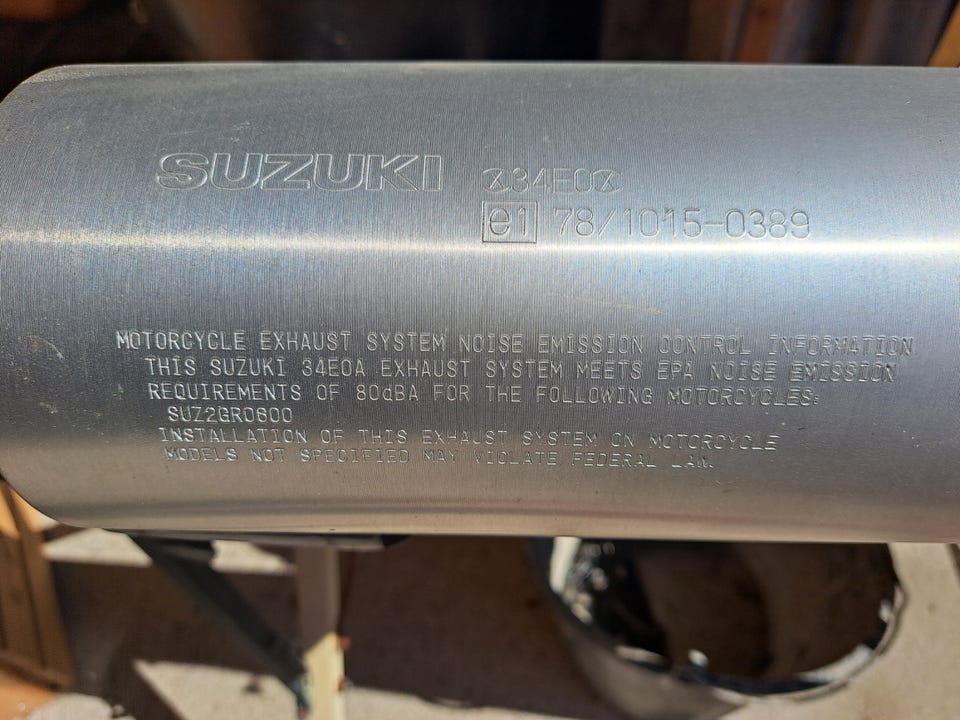 SUZUKI 34E0
e1 78/1015-0389
MOTORCYCLE EXHAUST SYSTEM NOISE EMISSION CONTROL INFORMATION
THIS SUZUKI 34E0A EXHAUST SYSTEM MEETS EPA NOISE EMISSION
REQUIREMENTS OF 80dBA FOR THE FOLLOWING MOTORCYCLES:
SUZ2GR0600
INSTALLATION OF THIS EXHAUST SYSTEM ON MOTORCYCLE
MODELS NOT SPECIFIED MAY VIOLATE FEDERAL LAW.